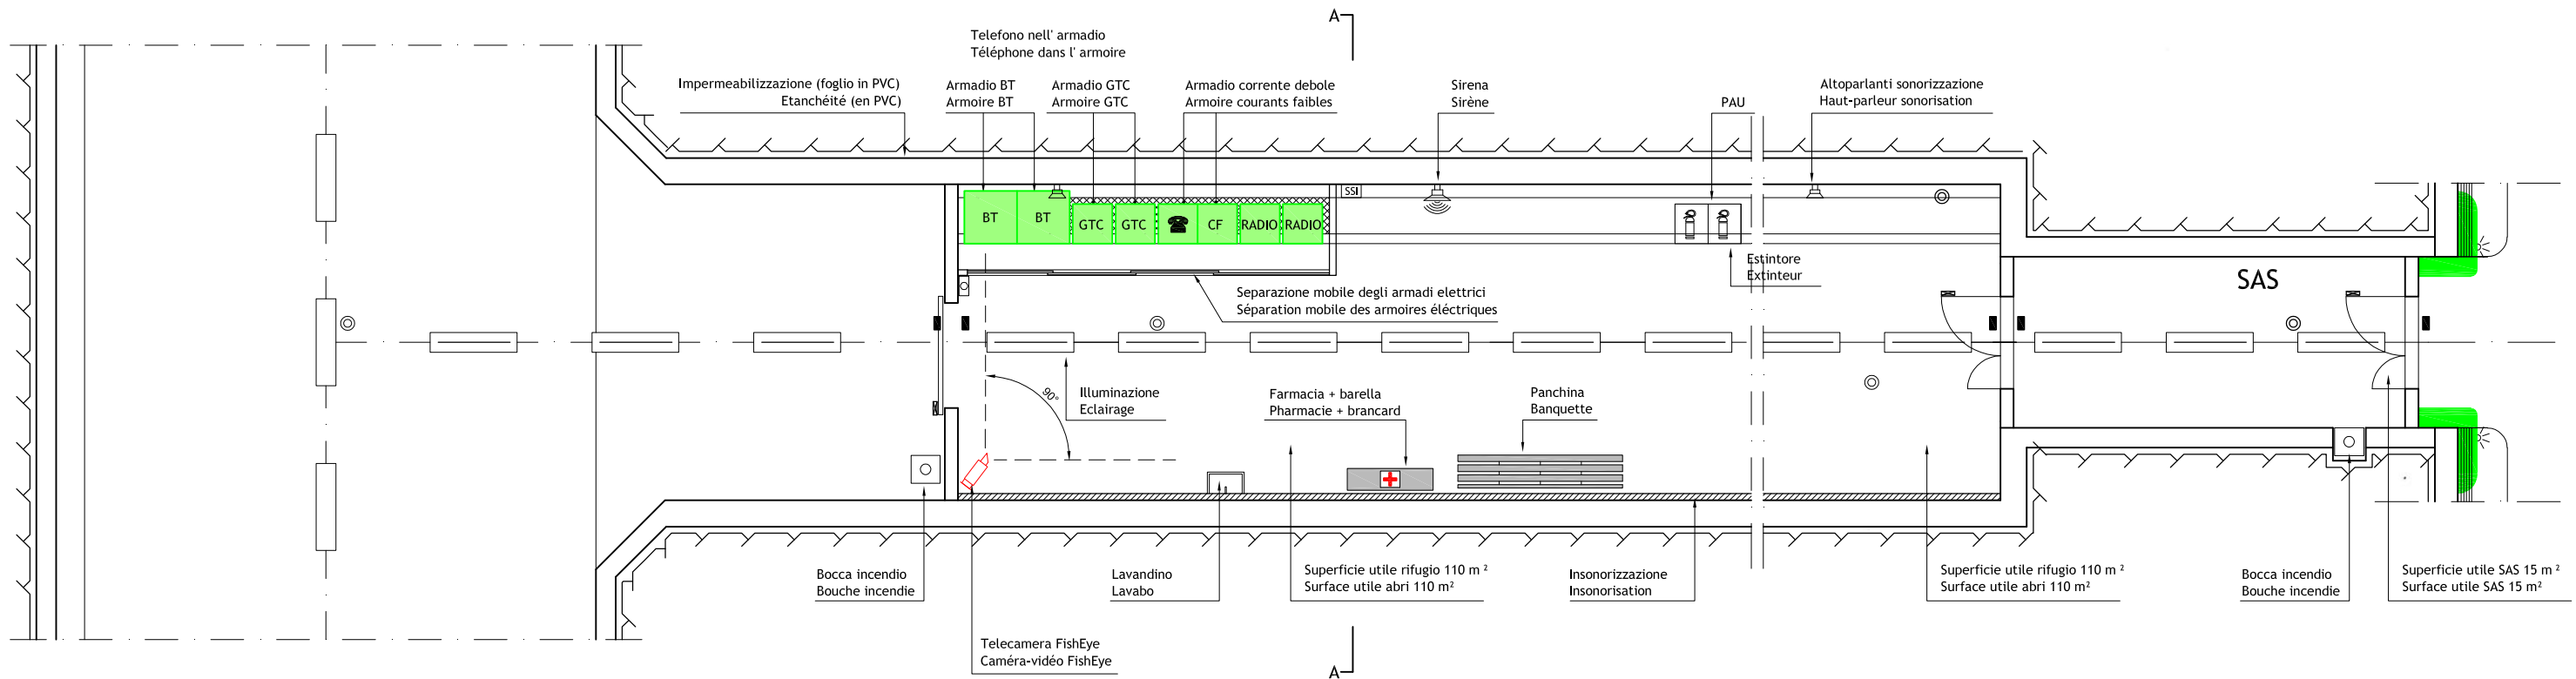 A
Telefono nell' armadio
Téléphone dans l' armoire
Impermeabilizzazione (foglio in PVC)
Etanchéité (en PVC)
Armadio BT
Armoire BT
Armadio GTC
Armoire GTC
Armadio corrente debole
Armoire courants faibles
Sirena
Sirène
PAU
Altoparlanti sonorizzazione
Haut-parleur sonorisation
BT
BT
GTC
GTC
CF
RADIO
RADIO
SSI
Estintore
Extinteur
SAS
Separazione mobile degli armadi elettrici
Séparation mobile des armoires éléctriques
90°
Illuminazione
Eclairage
Farmacia + barella
Pharmacie + brancard
Panchina
Banquette
Bocca incendio
Bouche incendie
Lavandino
Lavabo
Superficie utile rifugio 110 m ²
Surface utile abri 110 m²
Insonorizzazione
Insonorisation
Superficie utile rifugio 110 m ²
Surface utile abri 110 m²
Bocca incendio
Bouche incendie
Superficie utile SAS 15 m ²
Surface utile SAS 15 m²
Telecamera FishEye
Caméra-vidéo FishEye
A